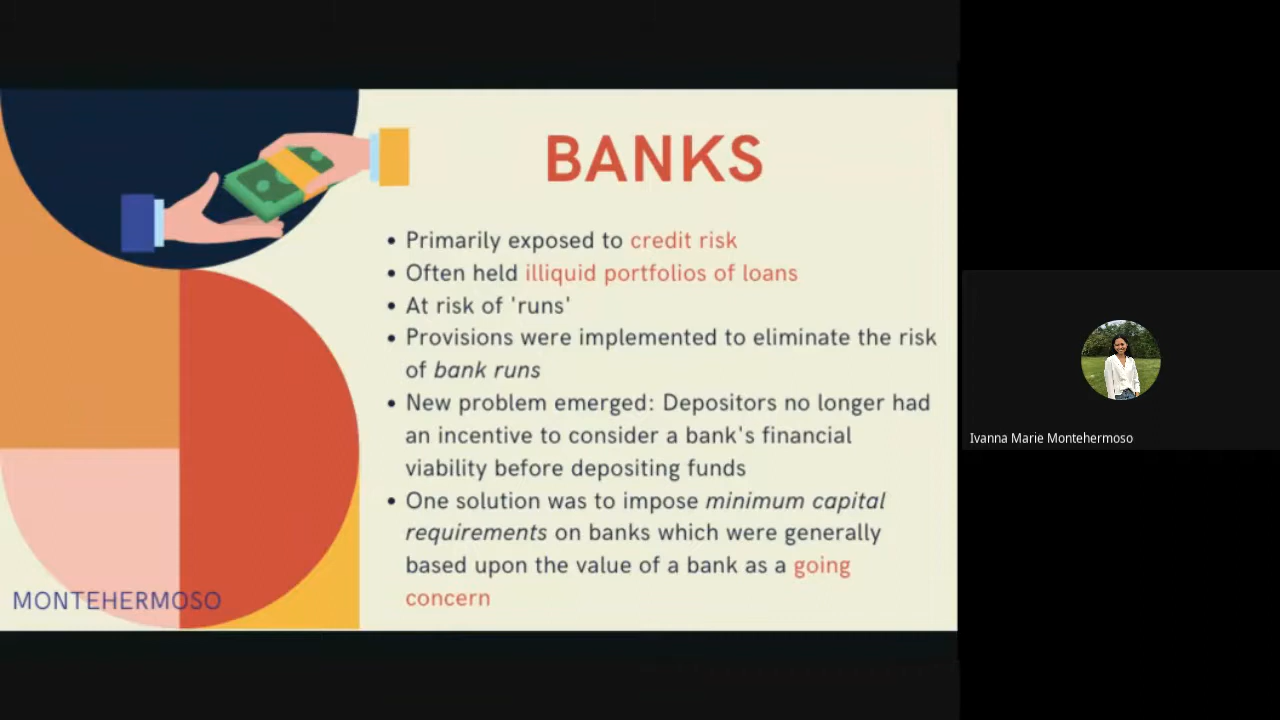 BANKS
• Primarily exposed to credit risk
• Often held illiquid portfolios of loans
• At risk of 'runs'
• Provisions were implemented to eliminate the risk
of bank runs
• New problem emerged: Depositors no longer had
an incentive to consider a bank's financial
viability before depositing funds
• One solution was to impose minimum capital
requirements on banks which were generally
based upon the value of a bank as a going
concern
MONTEHERMOSO
Ivanna Marie Montehermoso